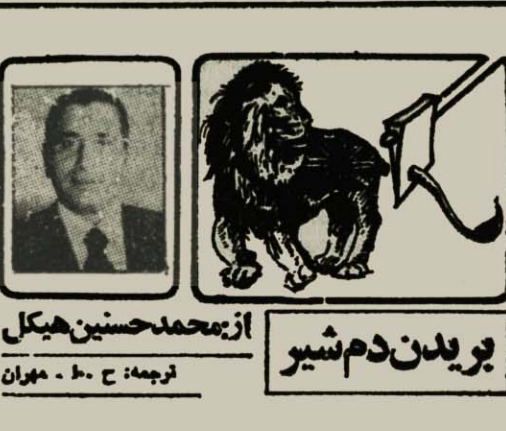 بریدن دم شیر
از: محمد حسنین هیکل
ترجمه: ح . ط . مهران